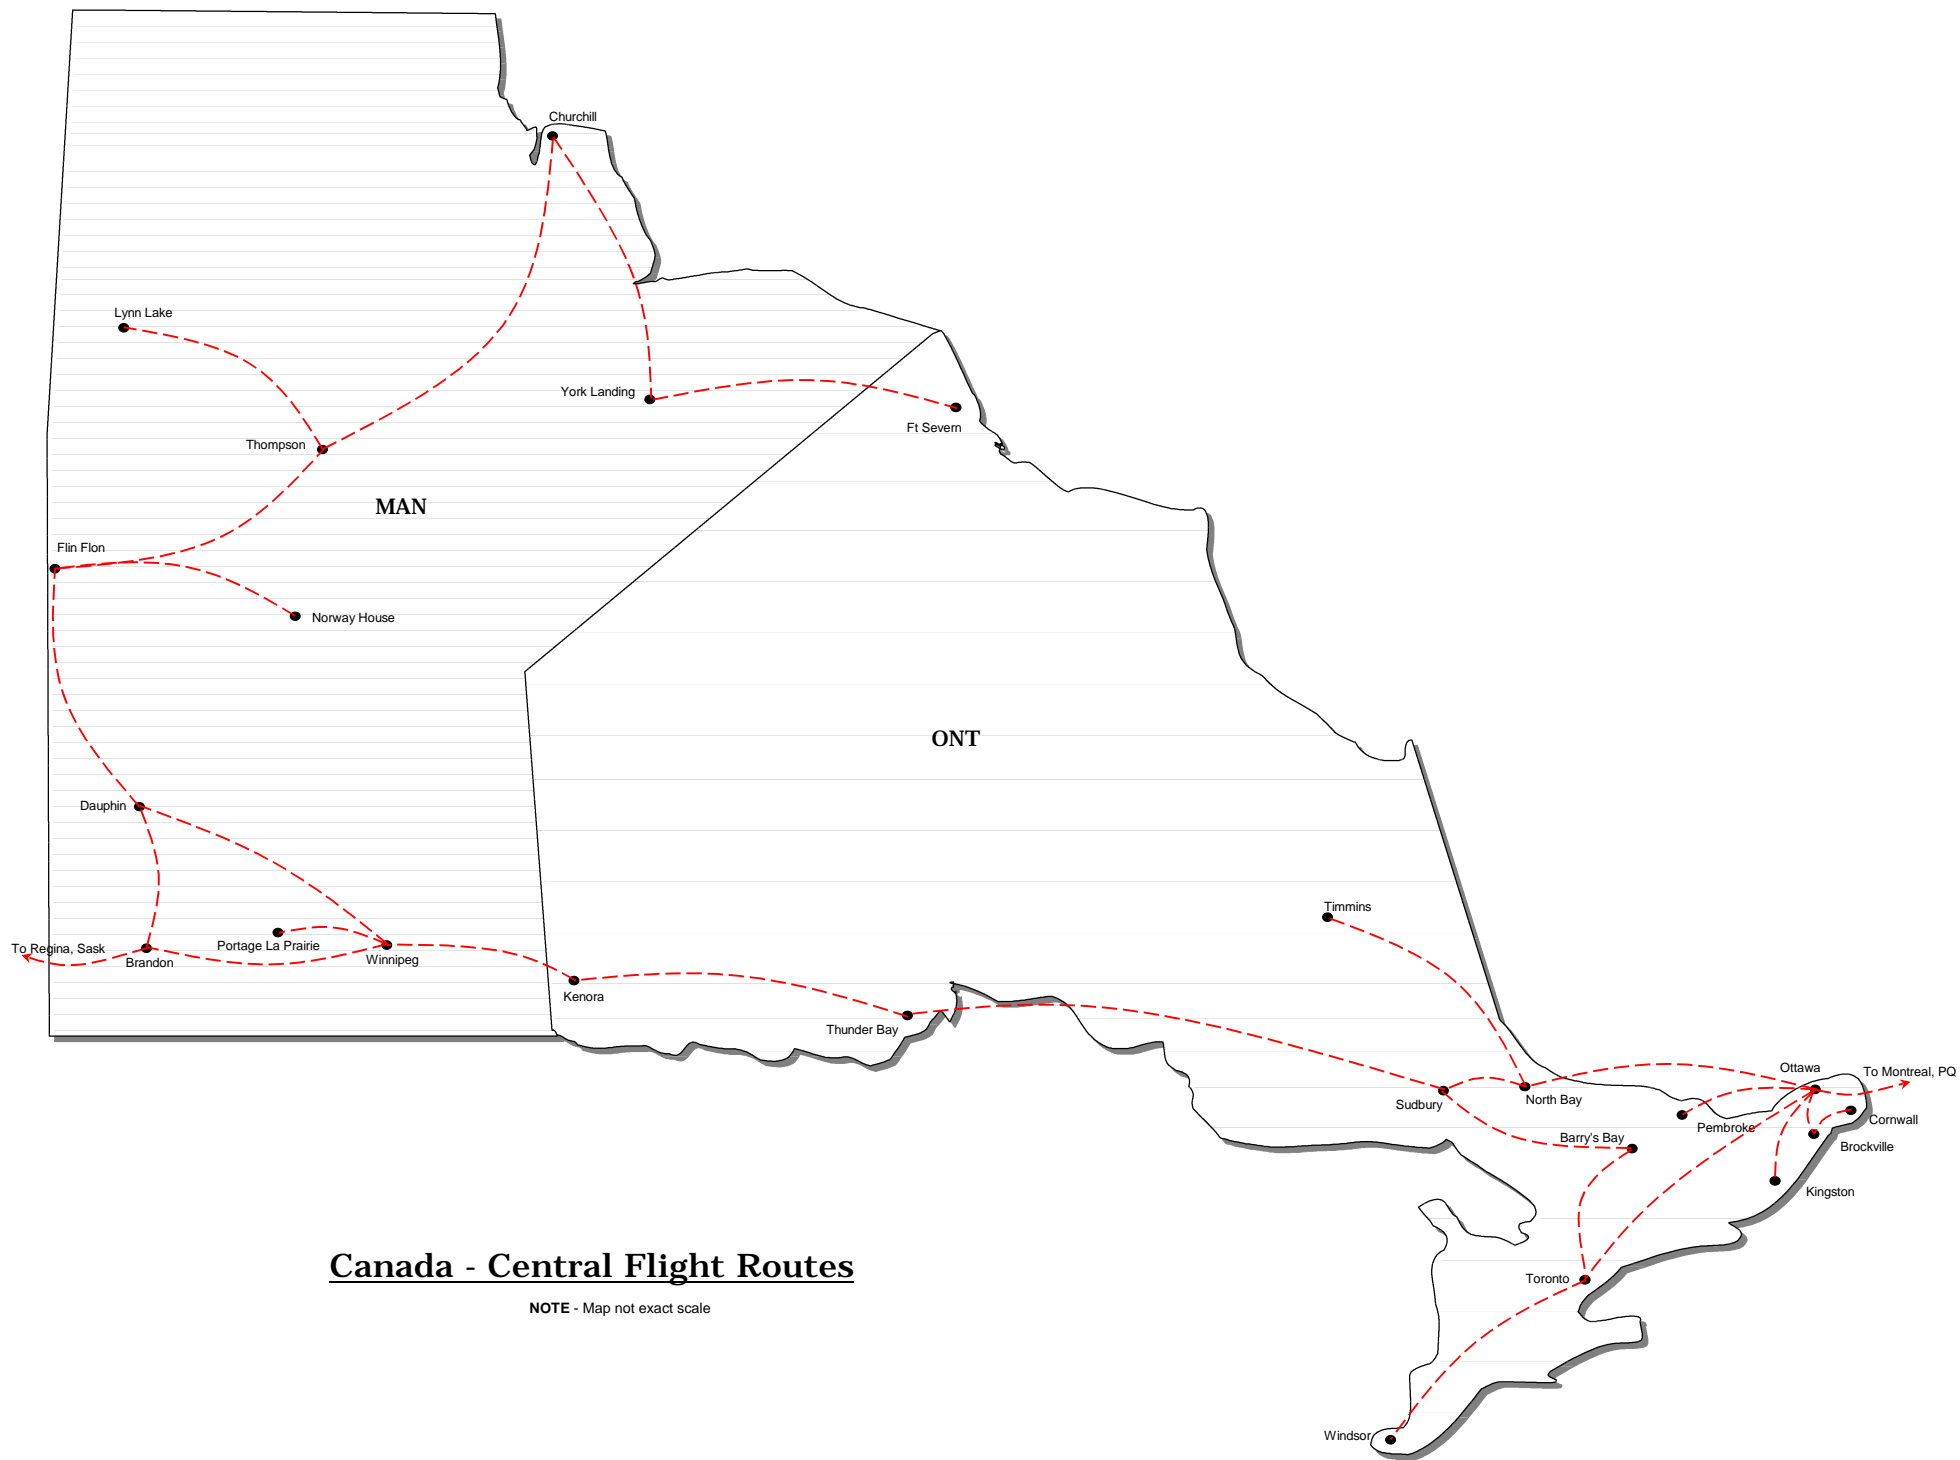 Churchill
Lynn Lake
York Landing
Ft Severn
Thompson
MAN
Flin Flon
Norway House
ONT
Dauphin
Timmins
To Regina, Sask
Portage La Prairie
Brandon
Winnipeg
Kenora
Thunder Bay
Ottawa
To Montreal, PQ
Sudbury
North Bay
Pembroke
Cornwall
Barry's Bay
Brockville
Kingston
Canada - Central Flight Routes
Toronto
NOTE - Map not exact scale
Windsor